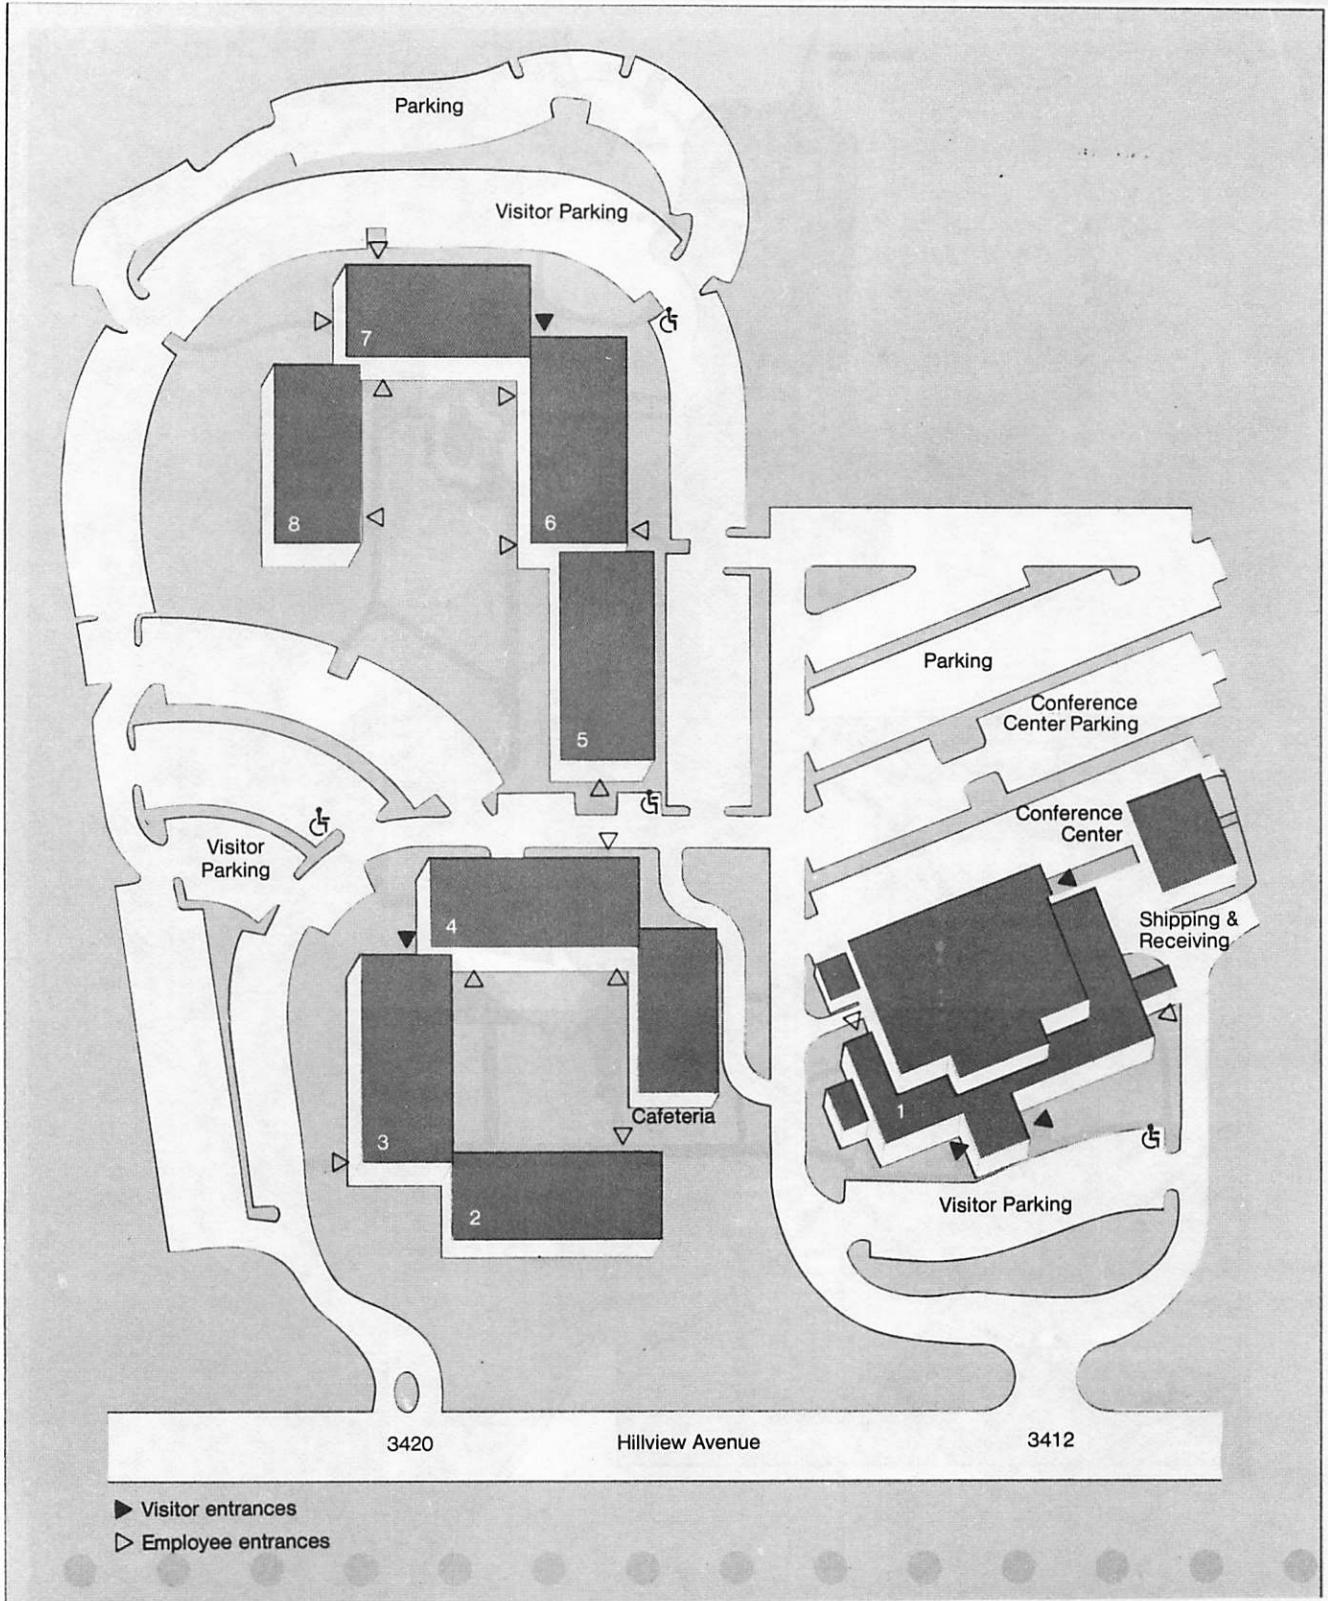 Parking
Visitor Parking
7
8
6
Parking
Conference
Center Parking
5
Conference
Center
Visitor
Parking
4
Shipping &
Receiving
1
Cafeteria
3
2
Visitor Parking
3420
Hillview Avenue
3412
Visitor entrances
Employee entrances